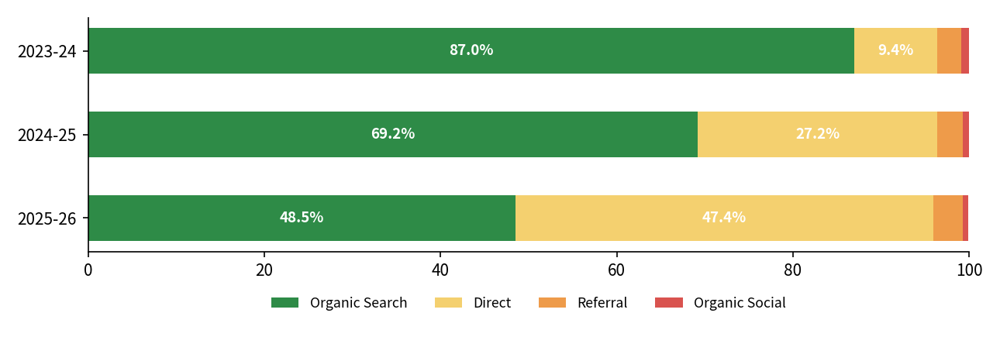 2023-24 87.0% 9.4%
2024-25 69.2% 27.2%
2025-26 48.5% 47.4%
0 20 40 60 80 100
Organic Search Direct Referral Organic Social